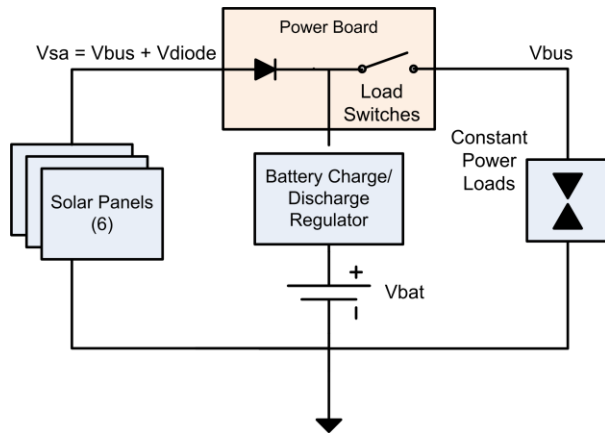 Power Board
Vsa = Vbus + Vdiode
Vbus
Load
Switches
Constant
Power
Loads
Solar Panels
(6)
Battery Charge/
Discharge
Regulator
+
Vbat